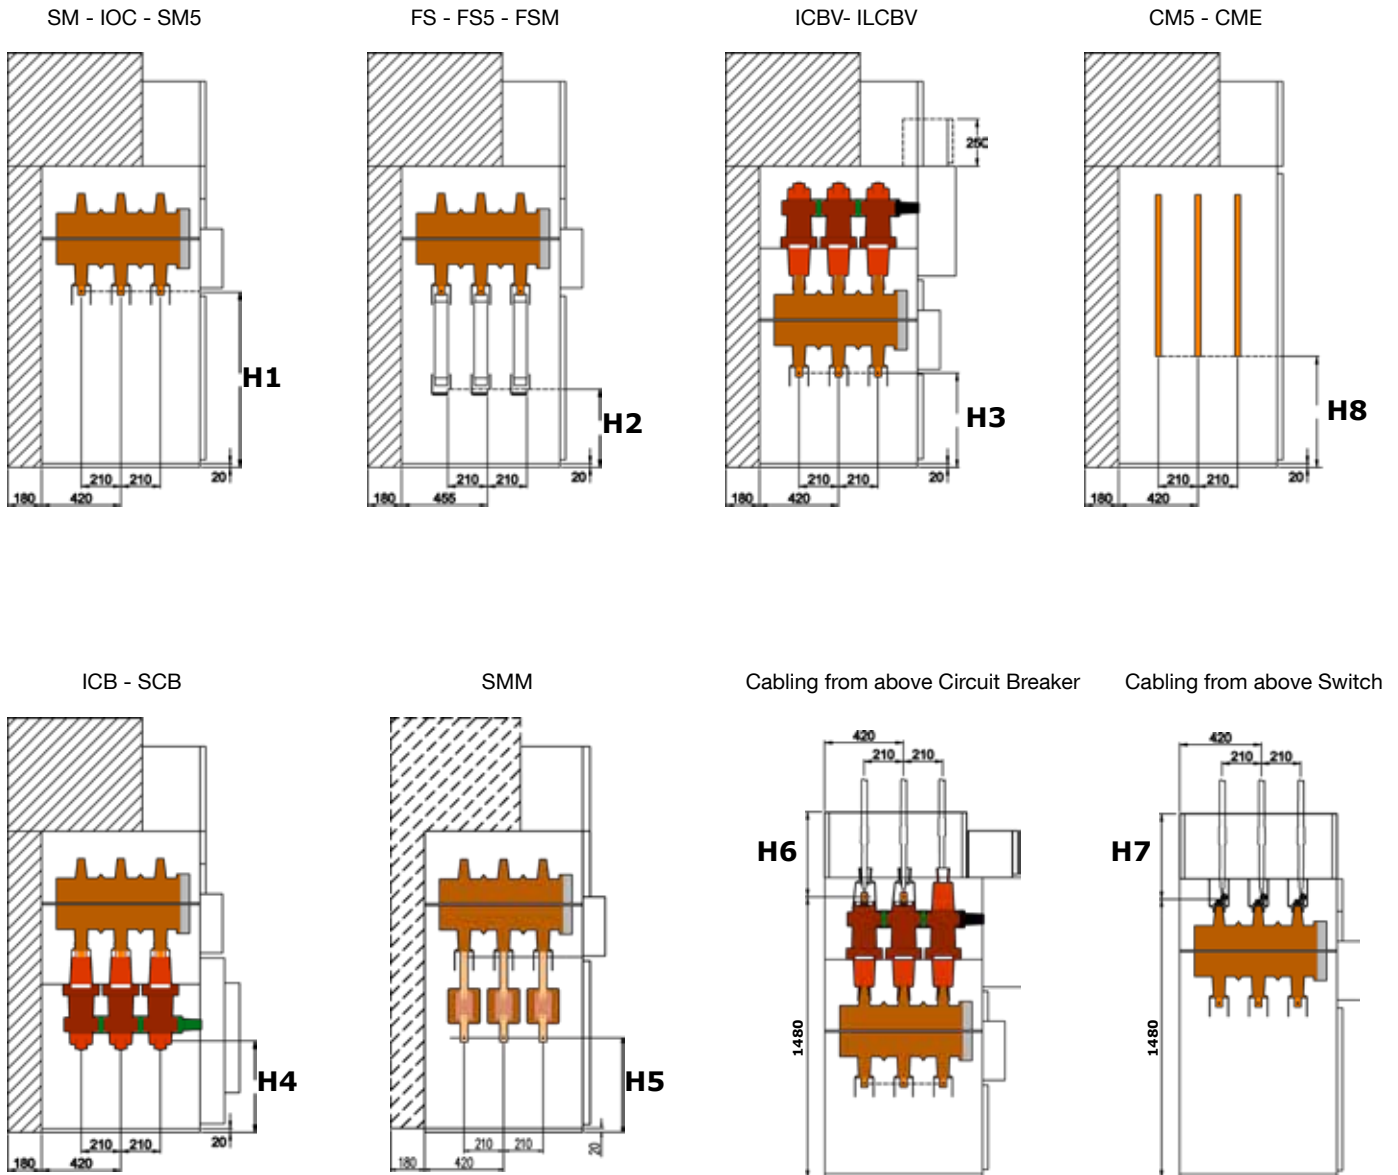 SM - IOC - SM5
FS - FS5 - FSM
ICBV- ILCBV
CM5 - CME
250
H1
H2
H3
H8
20
210 210
180 420
20
210 210
180 455
20
210 210
180 420
20
210 210
180 420
ICB - SCB
SMM
Cabling from above Circuit Breaker
Cabling from above Switch
420
210 210
420
210 210
H6
H7
1480
1480
H4
H5
20
210 210
180 420
20
210 210
180 420